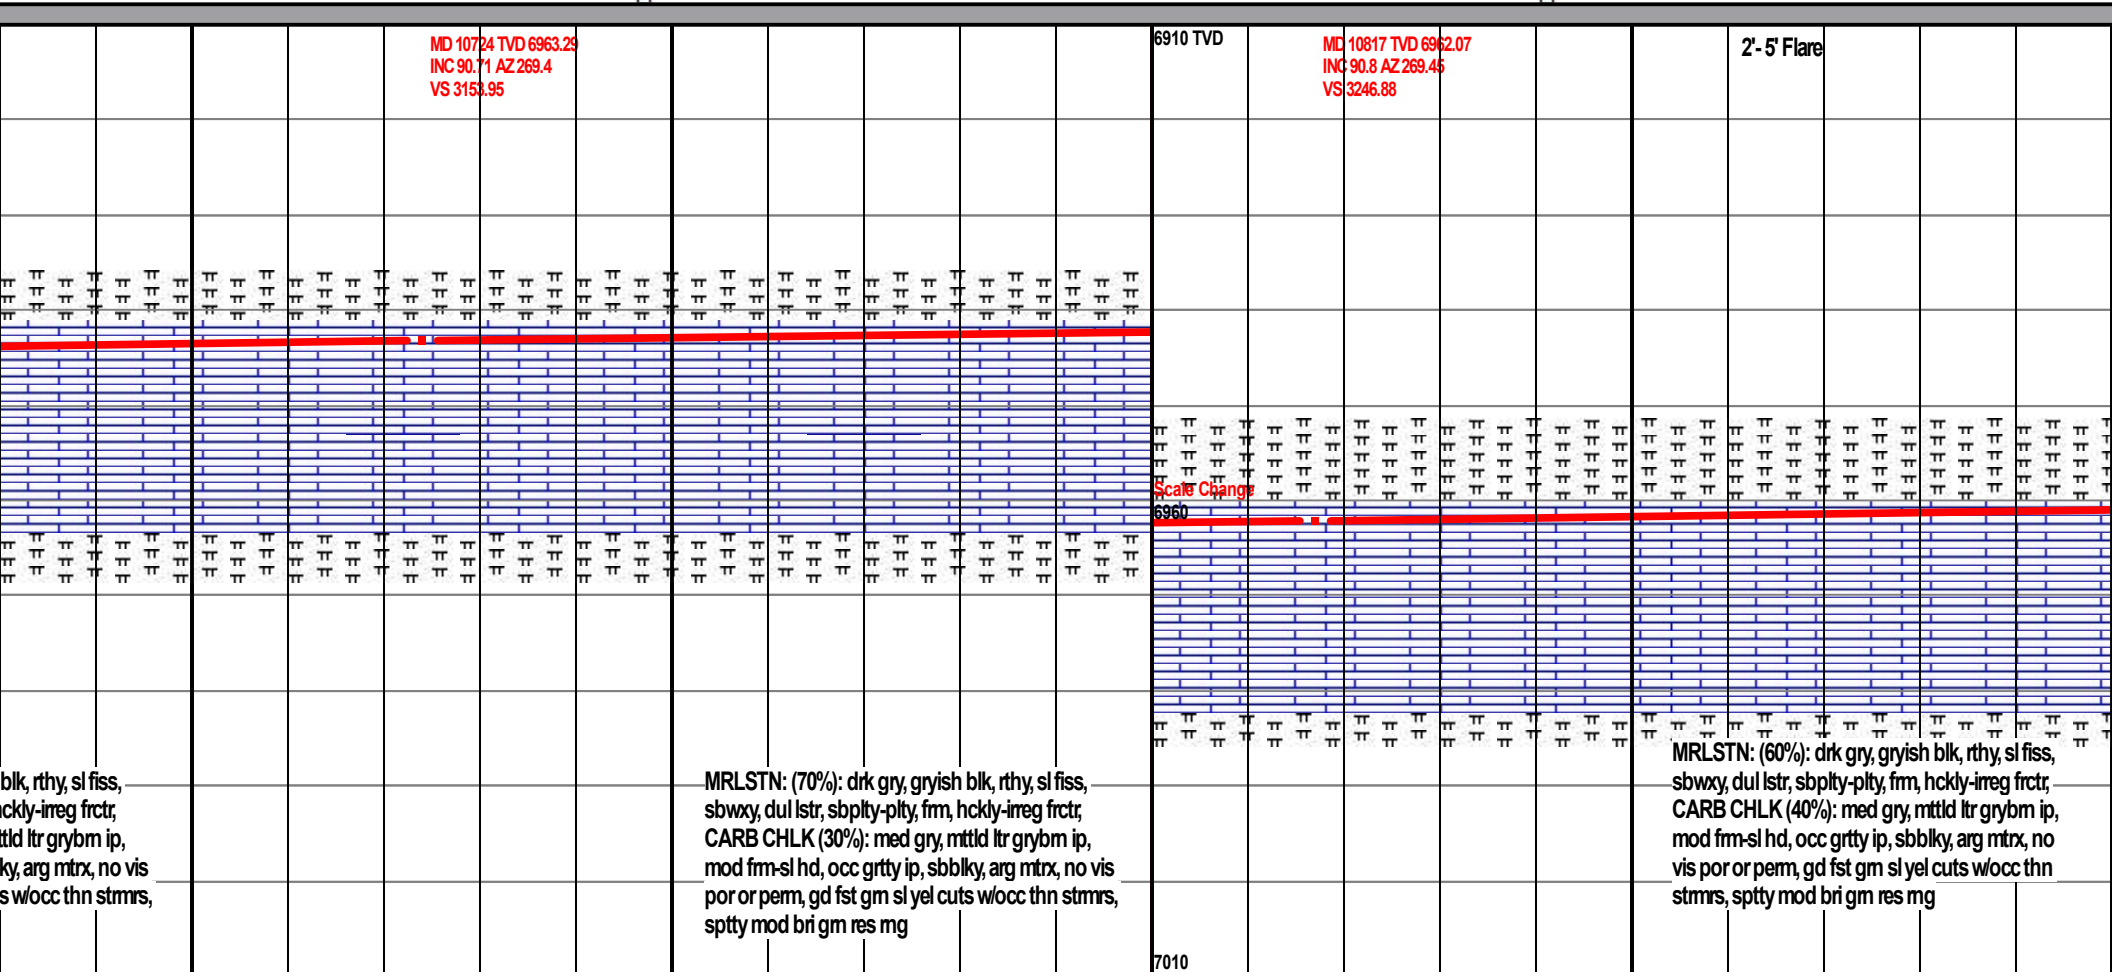 MD 10724 TVD 6963.29
INC 90.71 AZ 269.4
VS 3153.95
6910 TVD
MD 10817 TVD 6962.07
INC 90.8 AZ 269.45
VS 3246.88
2'- 5' Flare
Scale Change
6960
blk, rthy, sl fiss,
hckly-irreg frctr,
mttld ltr grybrn ip,
arg mtrx, no vis
w/occ thn strmrs,
MRLSTN: (70%): drk gry, gryish blk, rthy, sl fiss,
sbwxy, dul lstr, sbplty-plty, frm, hckly-irreg frctr,
CARB CHLK (30%): med gry, mttld ltr grybrn ip,
mod frm-sl hd, occ grtty ip, sbblky, arg mtrx, no vis
por or perm, gd fst grn sl yel cuts w/occ thn strmrs,
sptty mod bri grn res rng
MRLSTN: (60%): drk gry, gryish blk, rthy, sl fiss,
sbwxy, dul lstr, sbplty-plty, frm, hckly-irreg frctr,
CARB CHLK (40%): med gry, mttld ltr grybrn ip,
mod frm-sl hd, occ grtty ip, sbblky, arg mtrx, no
vis por or perm, gd fst grn sl yel cuts w/occ thn
strmrs, sptty mod bri grn res rng
7010